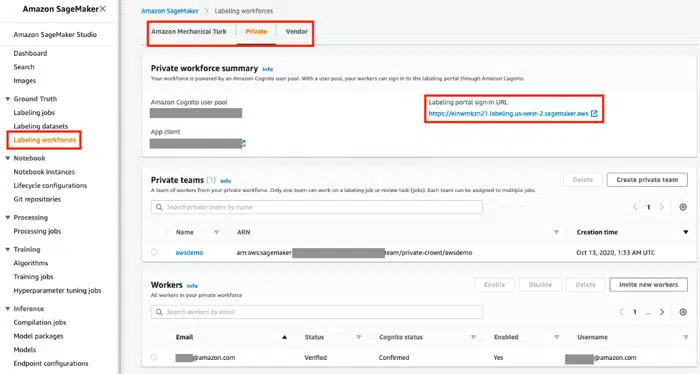 Amazon SageMaker ×
Amazon SageMaker Studio
Dashboard
Search
Images
Ground Truth
Labeling jobs
Labeling datasets
Labeling workforces
Notebook
Notebook instances
Lifecycle configurations
Git repositories
Processing
Processing jobs
Training
Algorithms
Training jobs
Hyperparameter tuning jobs
Inference
Compilation jobs
Model packages
Models
Endpoint configurations
Amazon SageMaker > Labeling workforces
Amazon Mechanical Turk Private Vendor
Private workforce summary Info
Your workforce is powered by an Amazon Cognito user pool. With a user pool, your workers can sign in to the labeling portal through Amazon Cognito.
Amazon Cognito user pool
Labeling portal sign-in URL
https://einwmkzn21.labeling.us-west-2.sagemaker.aws
App client
Private teams (1) Info
Delete Create private team
A team of workers from your private workforce. Only one team can work on a labeling job or review task (jobs). Each team can be assigned to multiple jobs.
Search private teams by name
< 1 >
Name ARN Creation time
awsdemo arn:aws:sagemaker team/private-crowd/awsdemo Oct 13, 2020, 1:33 AM UTC
Workers Info
Enable Disable Delete Invite new workers
All workers in your private workforce
Search workers by email
< 1 ... >
Email Status Cognito status Enabled Username
@amazon.com Verified Confirmed Yes @amazon.com